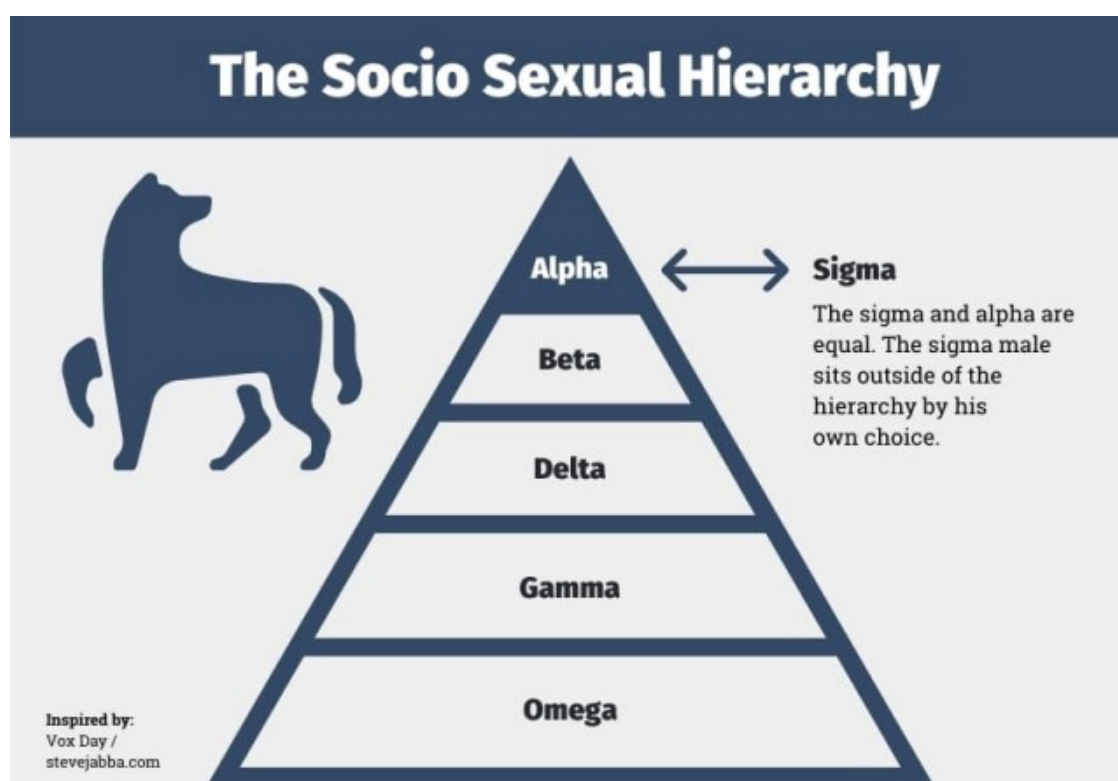 The Socio Sexual Hierarchy
Alpha
Sigma
The sigma and alpha are
equal. The sigma male
sits outside of the
hierarchy by his
own choice.
Beta
Delta
Gamma
Omega
Inspired by:
Vox Day /
stevejabba.com